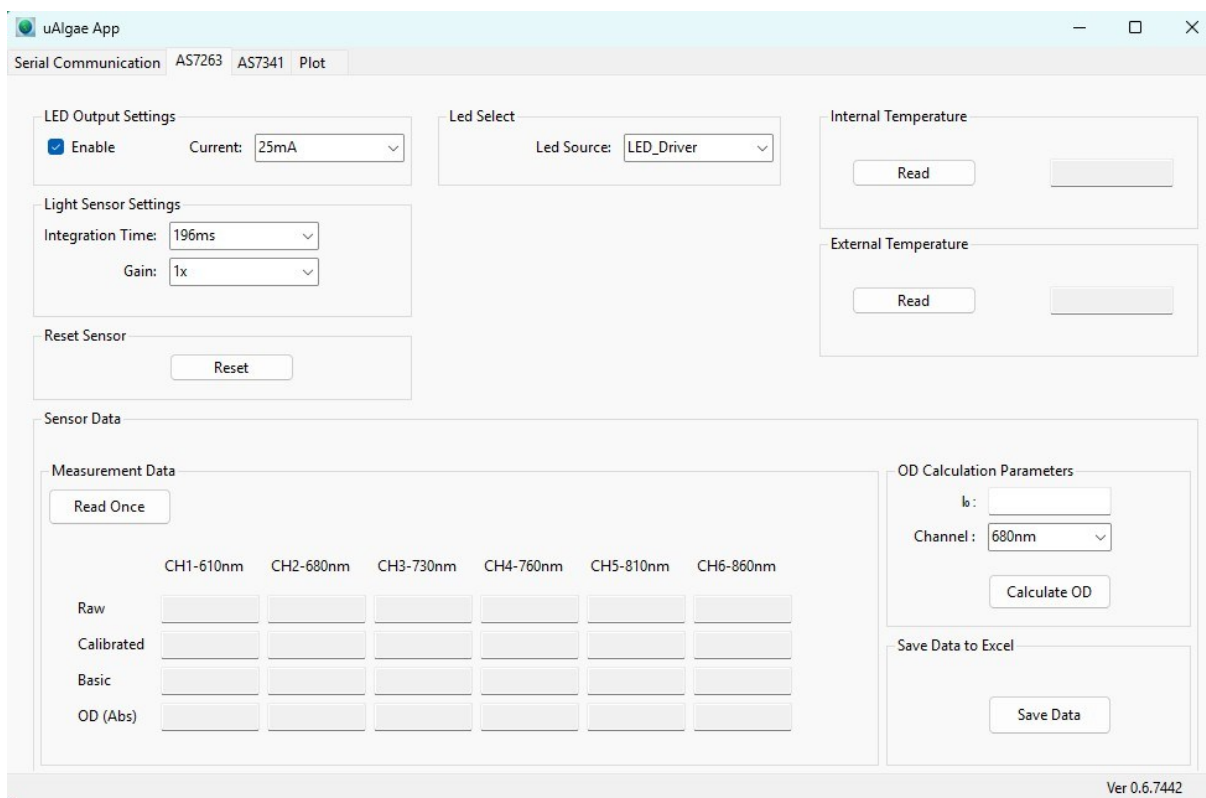 uAlgae App
Serial Communication AS7263 AS7341 Plot
LED Output Settings
Enable Current: 25mA
Led Select
Led Source: LED_Driver
Internal Temperature
Read
Light Sensor Settings
Integration Time: 196ms
Gain: 1x
External Temperature
Read
Reset Sensor
Reset
Sensor Data
Measurement Data
Read Once
CH1-610nm CH2-680nm CH3-730nm CH4-760nm CH5-810nm CH6-860nm
Raw
Calibrated
Basic
OD (Abs)
OD Calculation Parameters
I₀ :
Channel : 680nm
Calculate OD
Save Data to Excel
Save Data
Ver 0.6.7442